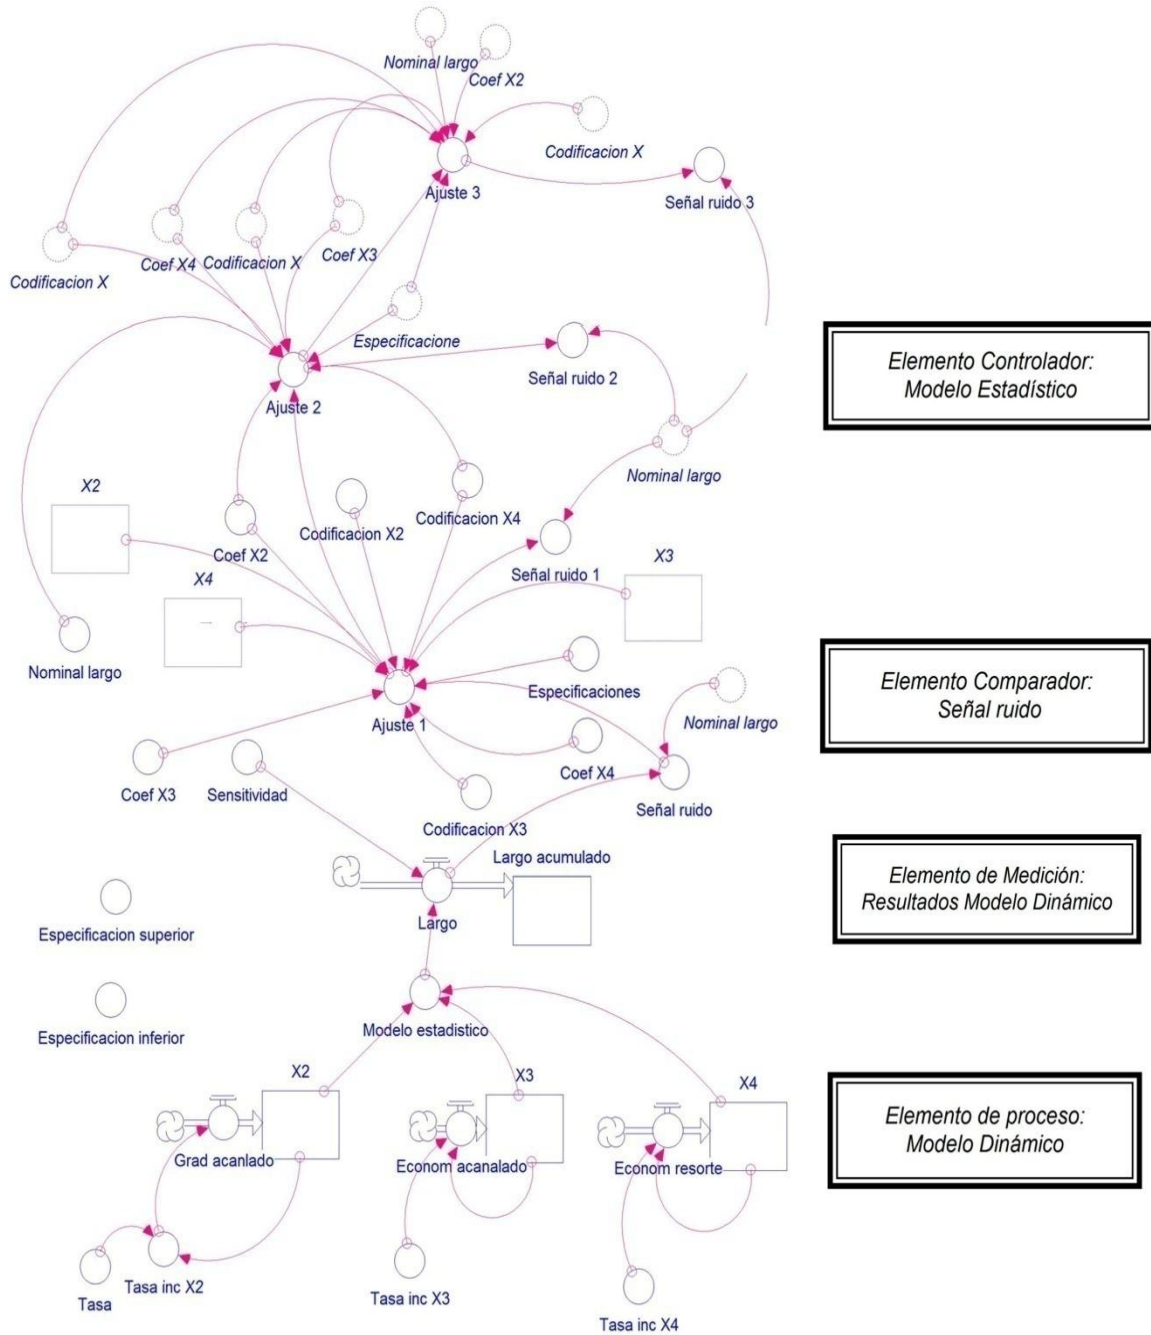 Nominal largo
Coef X2
Codificacion X
Ajuste 3
Señal ruido 3
Codificacion X
Coef X4
Codificacion X
Coef X3
Especificacione
Señal ruido 2
Ajuste 2
Elemento Controlador:
Modelo Estadístico
Nominal largo
X2
Coef X2
Codificacion X2
Codificacion X4
Señal ruido 1
X3
X4
Nominal largo
Especificaciones
Ajuste 1
Nominal largo
Elemento Comparador:
Señal ruido
Coef X3
Sensitividad
Codificacion X3
Coef X4
Señal ruido
Largo acumulado
Largo
Elemento de Medición:
Resultados Modelo Dinámico
Especificacion superior
Especificacion inferior
Modelo estadistico
X2
X3
X4
Grad acanlado
Econom acanalado
Econom resorte
Elemento de proceso:
Modelo Dinámico
Tasa
Tasa inc X2
Tasa inc X3
Tasa inc X4